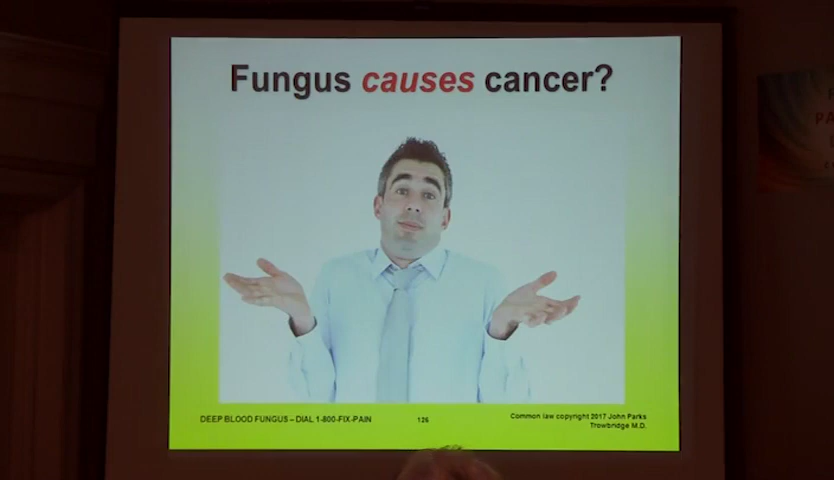 Fungus causes cancer?
DEEP BLOOD FUNGUS – DIAL 1-800-FIX-PAIN
126
Common law copyright 2017 John Parks
Trowbridge M.D.